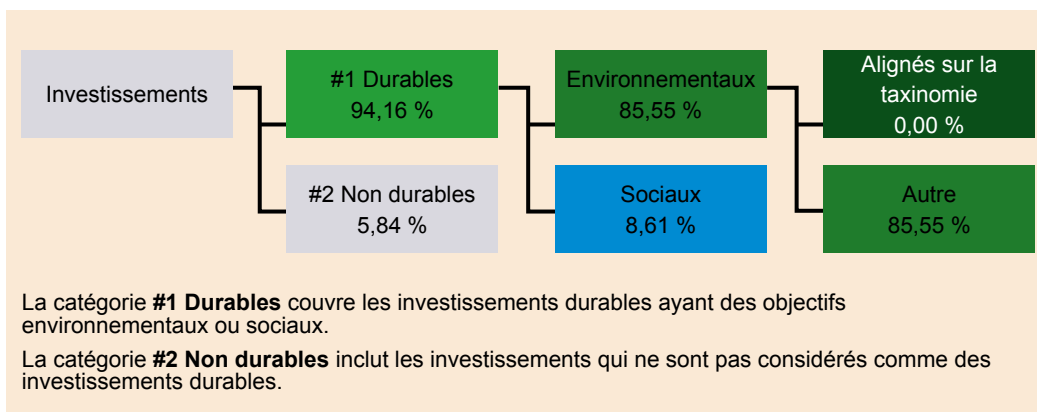 Investissements
#1 Durables
94,16 %
#2 Non durables
5,84 %
Environnementaux
85,55 %
Sociaux
8,61 %
Alignés sur la
taxinomie
0,00 %
Autre
85,55 %
La catégorie #1 Durables couvre les investissements durables ayant des objectifs
environnementaux ou sociaux.
La catégorie #2 Non durables inclut les investissements qui ne sont pas considérés comme des
investissements durables.